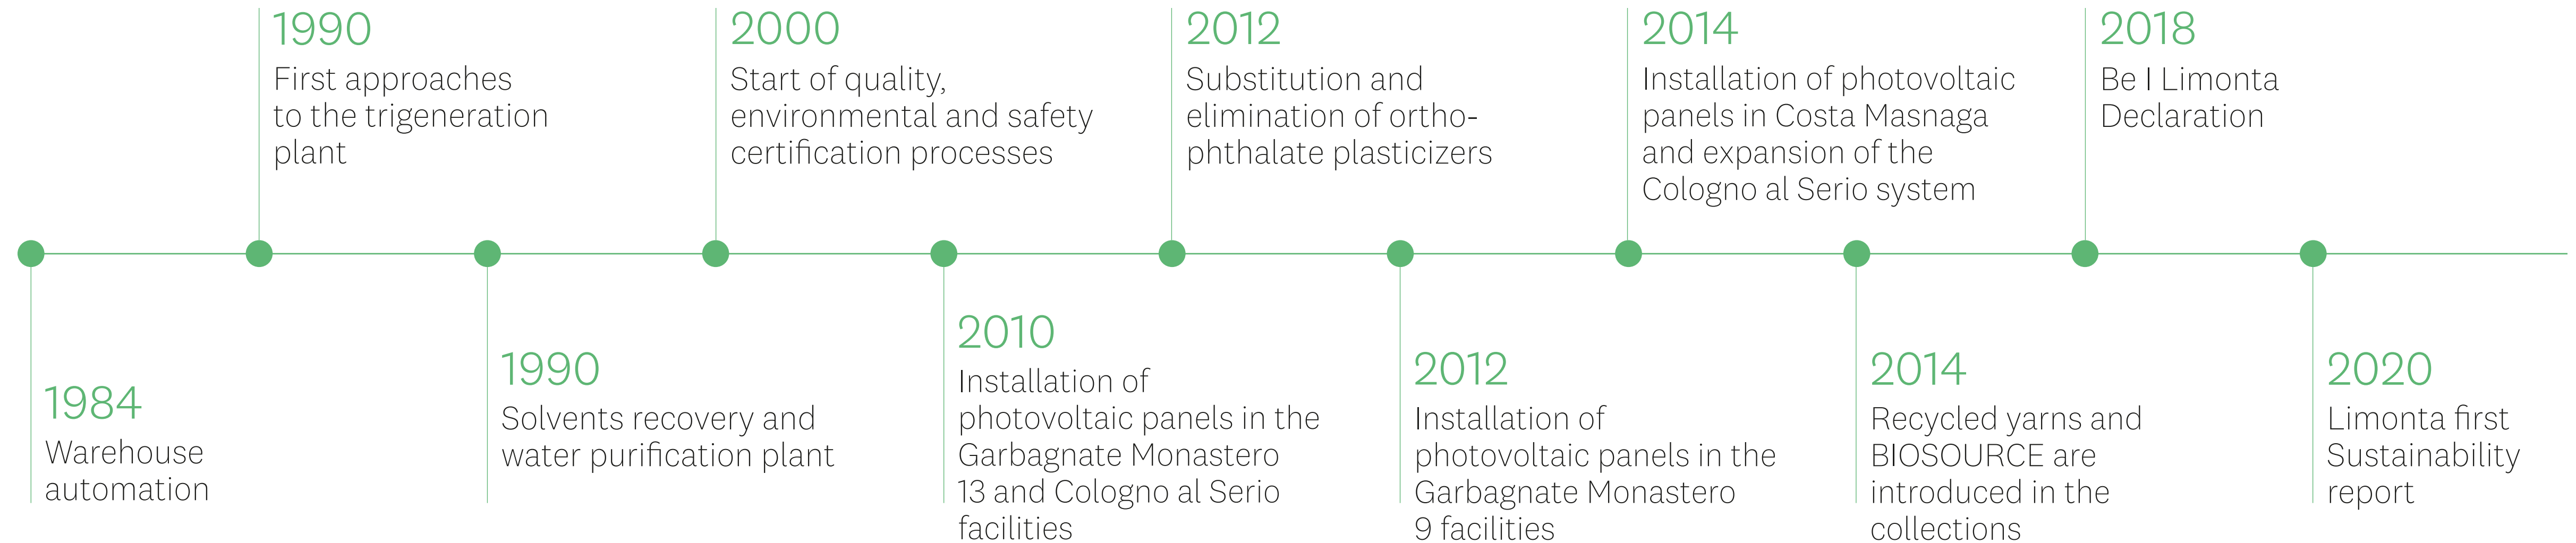 1984
Warehouse
automation
1990
First approaches
to the trigeneration
plant
1990
Solvents recovery and
water purification plant
2000
Start of quality,
environmental and safety
certification processes
2010
Installation of
photovoltaic panels in the
Garbagnate Monastero
13 and Cologno al Serio
facilities
2012
Substitution and
elimination of ortho-
phthalate plasticizers
2012
Installation of
photovoltaic panels in the
Garbagnate Monastero
9 facilities
2014
Installation of photovoltaic
panels in Costa Masnaga
and expansion of the
Cologno al Serio system
2014
Recycled yarns and
BIOSOURCE are
introduced in the
collections
2018
Be I Limonta
Declaration
2020
Limonta first
Sustainability
report